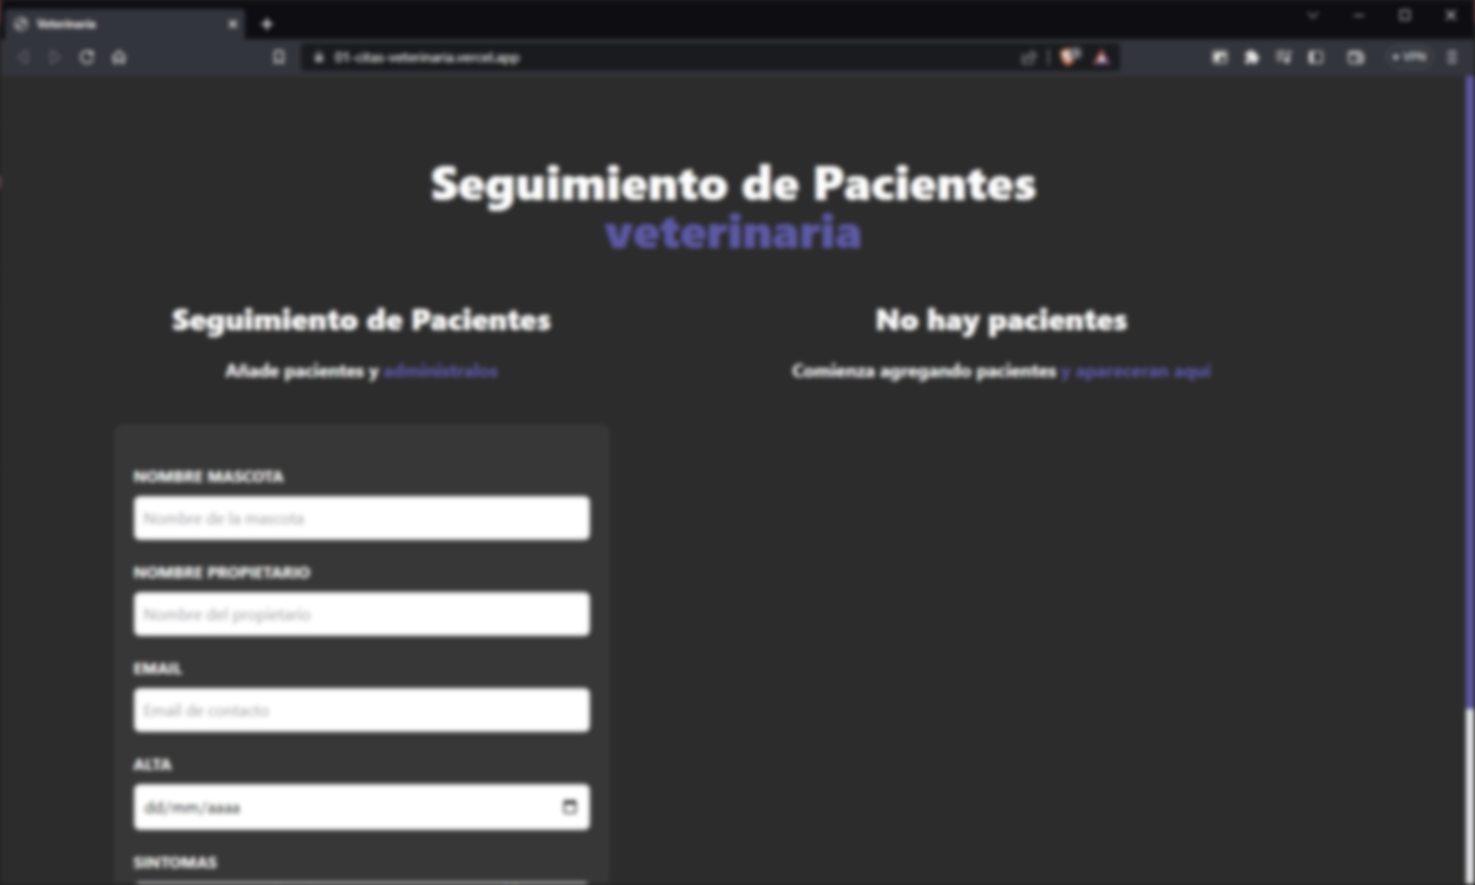 Veterinaria
01-citas-veterinaria.vercel.app
VPN
Seguimiento de Pacientes
veterinaria
Seguimiento de Pacientes
Añade pacientes y administralos
No hay pacientes
Comienza agregando pacientes y apareceran aqui
NOMBRE MASCOTA
Nombre de la mascota
NOMBRE PROPIETARIO
Nombre del propietario
EMAIL
Email de contacto
ALTA
dd/mm/aaaa
SINTOMAS